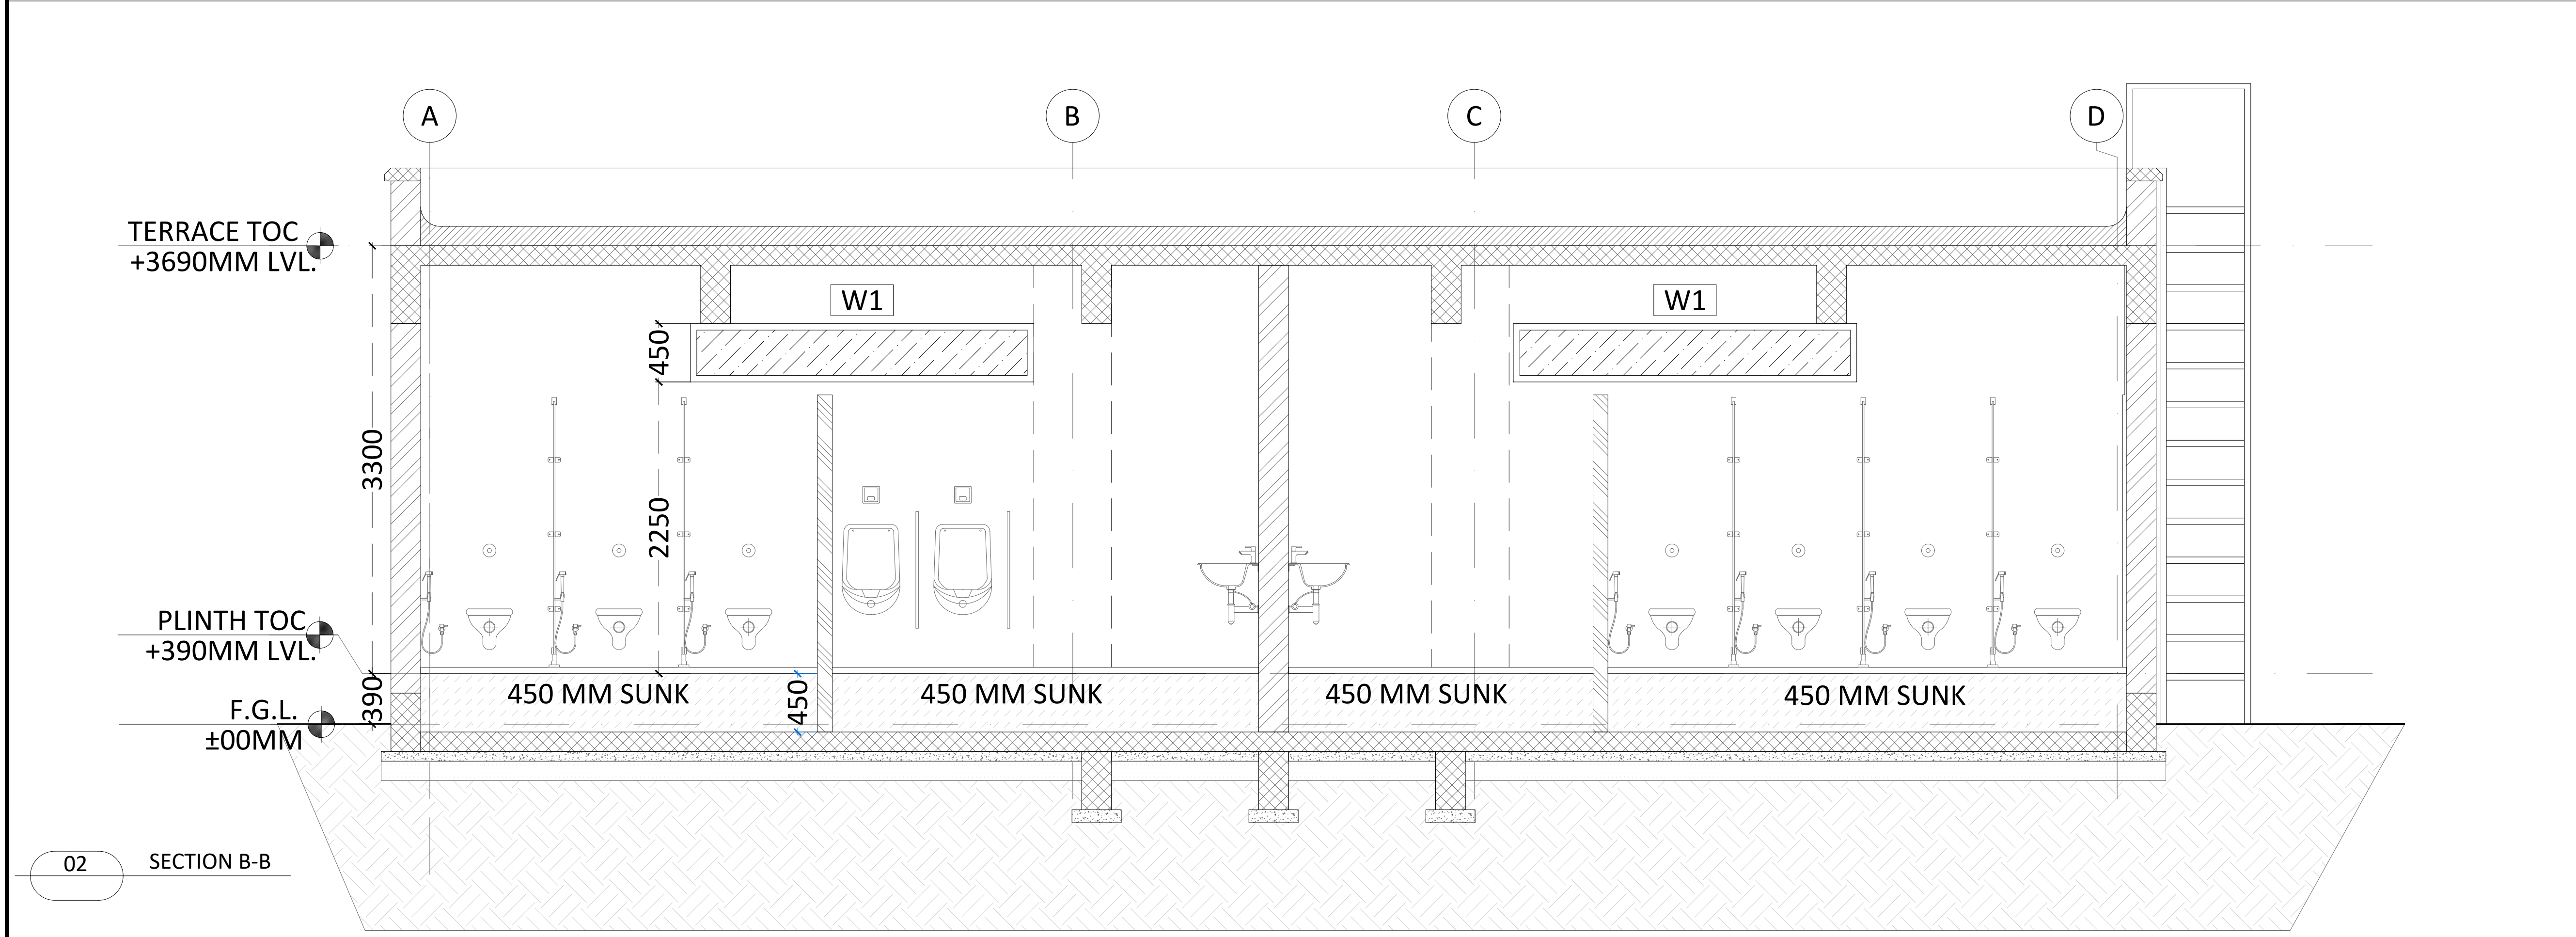 A
B
C
D
TERRACE TOC
+3690MM LVL.
W1
W1
450
3300
2250
PLINTH TOC
+390MM LVL.
390
450 MM SUNK
450
450 MM SUNK
450 MM SUNK
450 MM SUNK
F.G.L.
±00MM
02
SECTION B-B